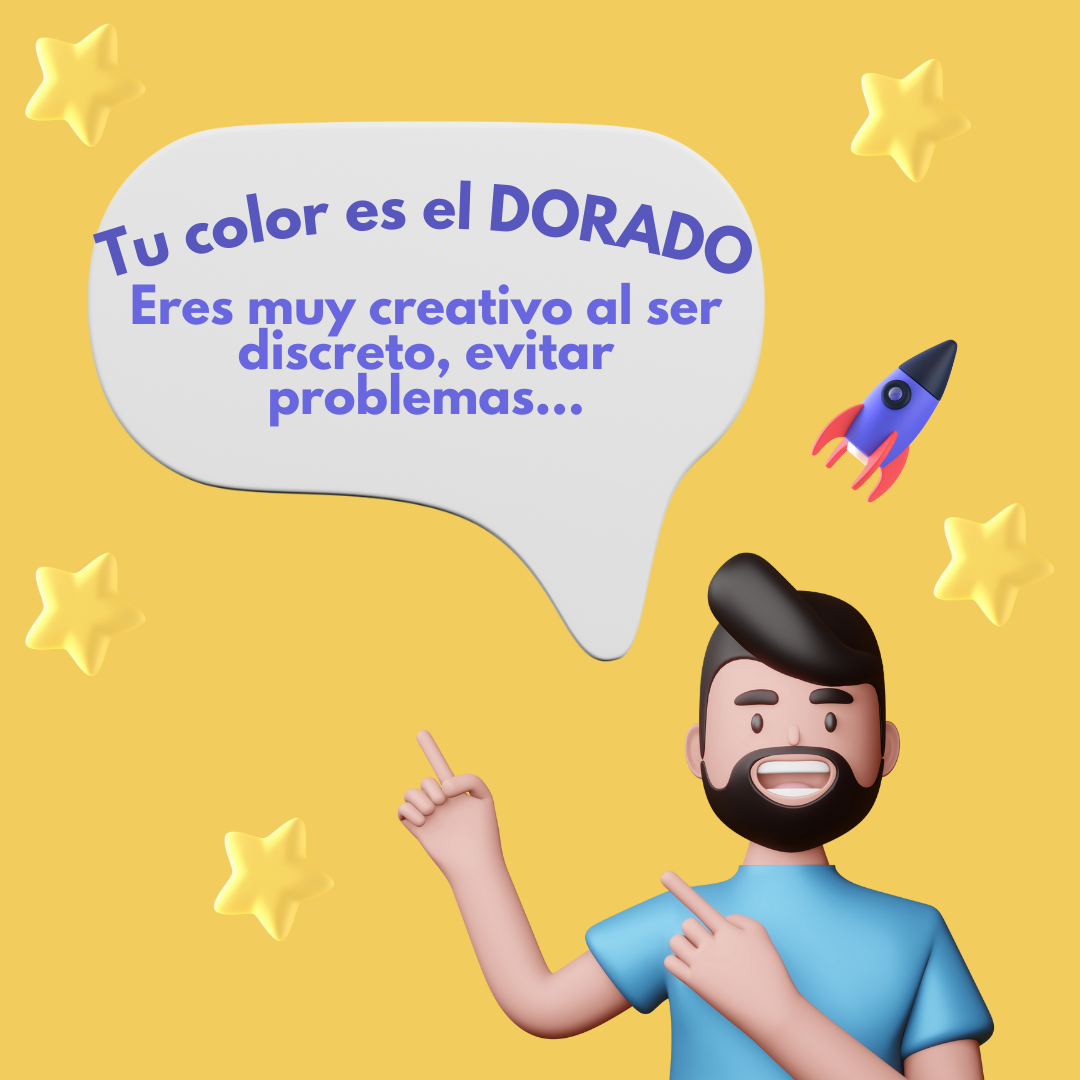 Tu color es el DORADO
Eres muy creativo al ser
discreto, evitar
problemas...